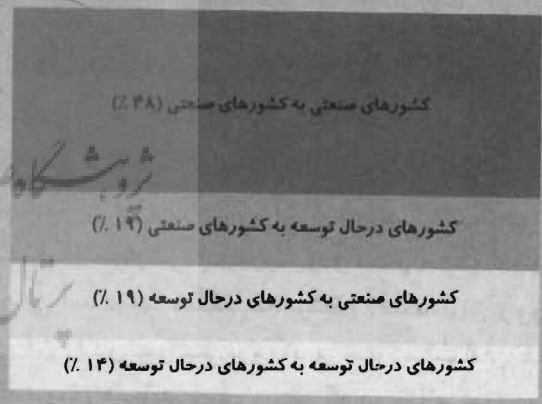 کشورهای صنعتی به کشورهای صنعتی (۴۸ ٪)
کشورهای درحال توسعه به کشورهای صنعتی (۱۹ ٪)
کشورهای صنعتی به کشورهای درحال توسعه (۱۹ ٪)
کشورهای درحال توسعه به کشورهای درحال توسعه (۱۴ ٪)
پرتال